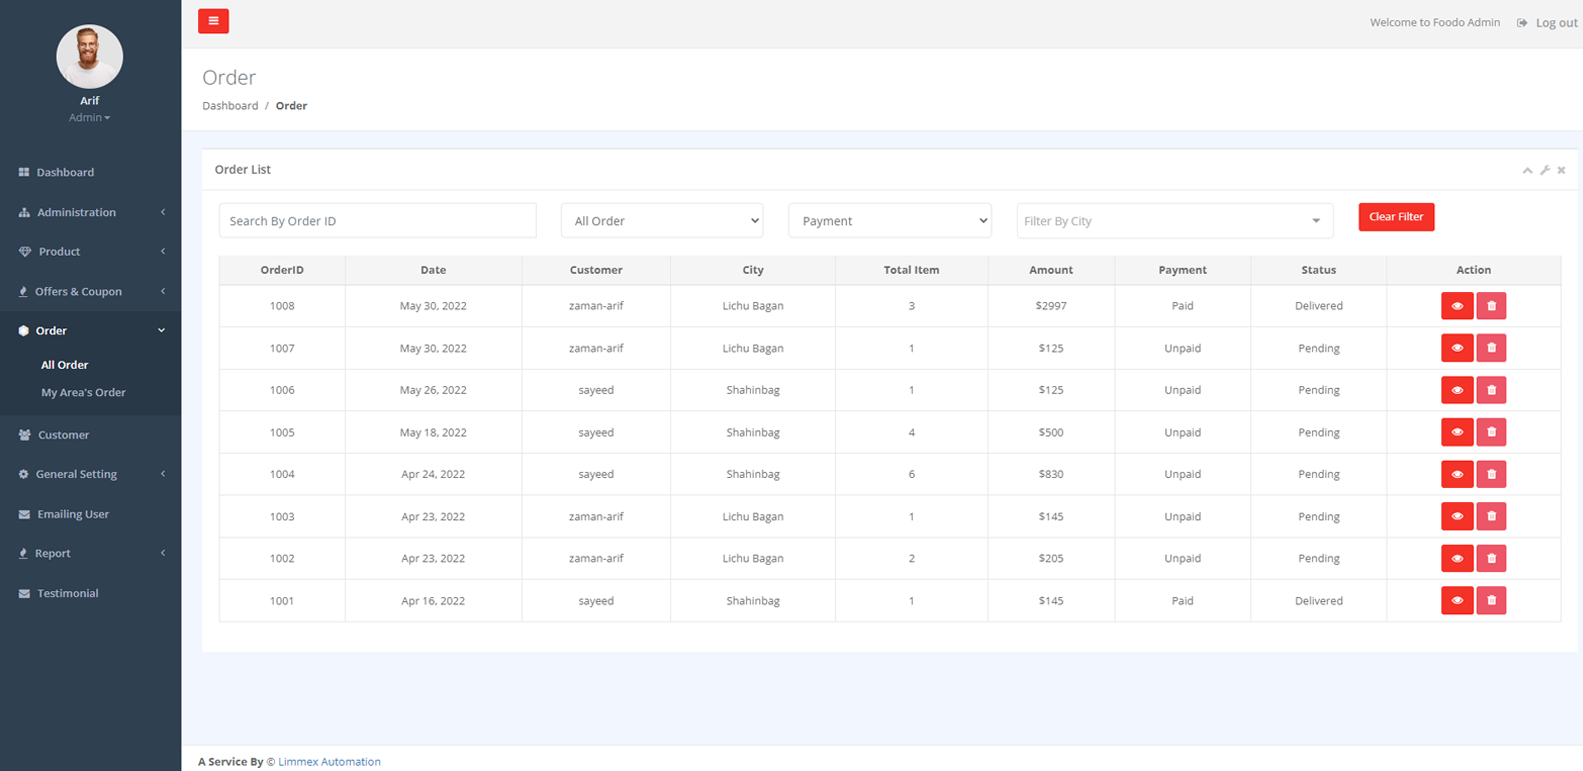 Welcome to Foodo Admin Log out
Arif
Admin
Dashboard
Administration
Product
Offers & Coupon
Order
All Order
My Area's Order
Customer
General Setting
Emailing User
Report
Testimonial
Order
Dashboard / Order
Order List
Search By Order ID All Order Payment Filter By City Clear Filter
OrderID Date Customer City Total Item Amount Payment Status Action
1008 May 30, 2022 zaman-arif Lichu Bagan 3 $2997 Paid Delivered
1007 May 30, 2022 zaman-arif Lichu Bagan 1 $125 Unpaid Pending
1006 May 26, 2022 sayeed Shahinbag 1 $125 Unpaid Pending
1005 May 18, 2022 sayeed Shahinbag 4 $500 Unpaid Pending
1004 Apr 24, 2022 sayeed Shahinbag 6 $830 Unpaid Pending
1003 Apr 23, 2022 zaman-arif Lichu Bagan 1 $145 Unpaid Pending
1002 Apr 23, 2022 zaman-arif Lichu Bagan 2 $205 Unpaid Pending
1001 Apr 16, 2022 sayeed Shahinbag 1 $145 Paid Delivered
A Service By © Limmex Automation